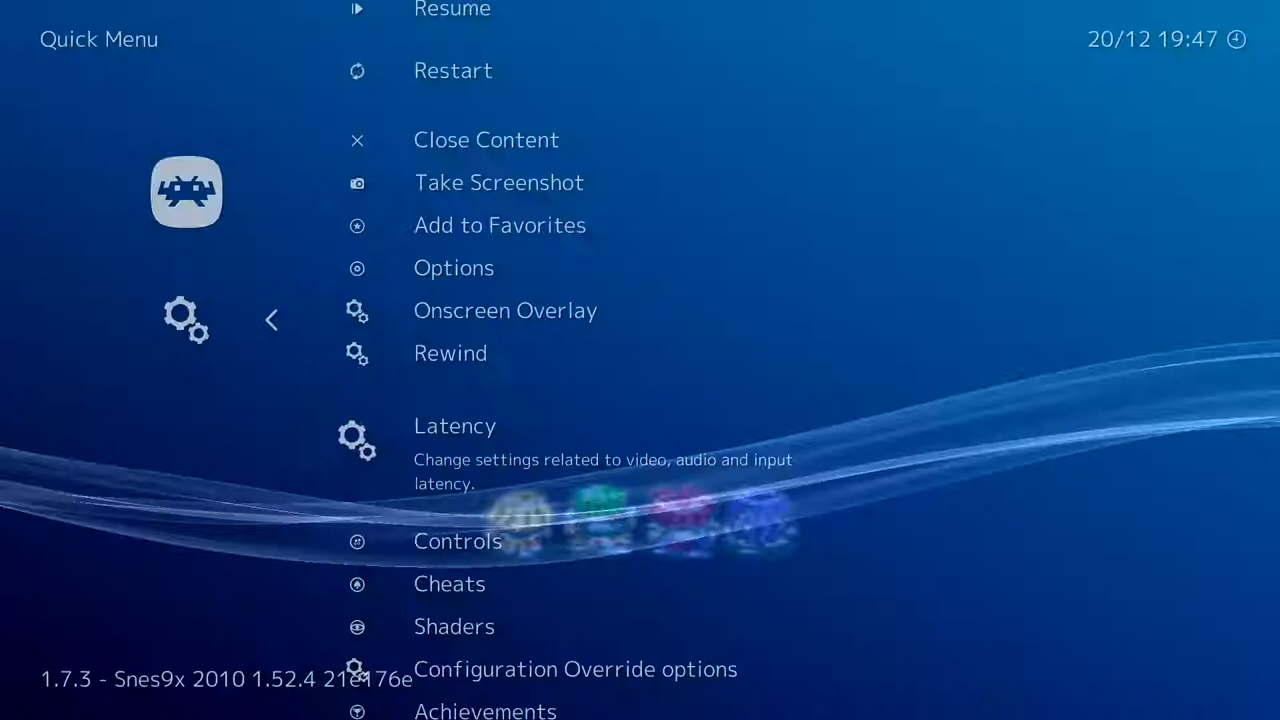 Resume
Quick Menu
20/12 19:47
Restart
Close Content
Take Screenshot
Add to Favorites
Options
Onscreen Overlay
Rewind
Latency
Change settings related to video, audio and input
latency.
Controls
Cheats
Shaders
Configuration Override options
1.7.3 - Snes9x 2010 1.52.4 21e176e
Achievements